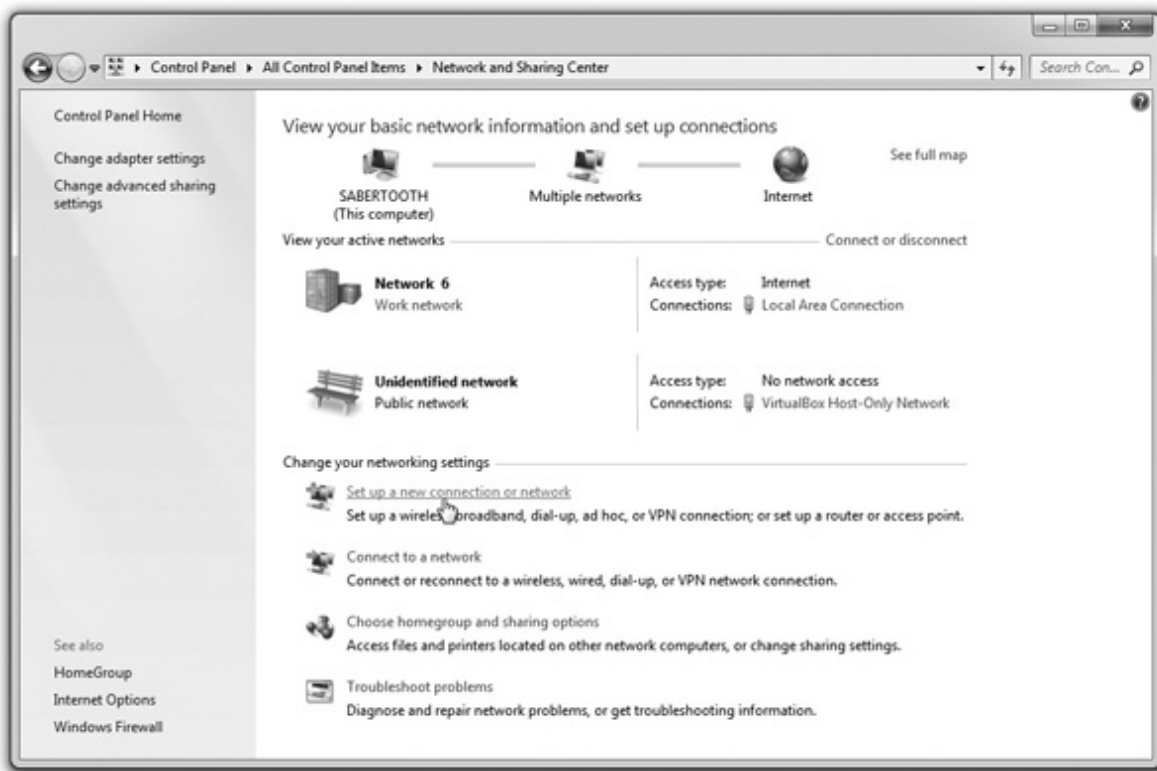 Control Panel ▸ All Control Panel Items ▸ Network and Sharing Center
Search Con...
Control Panel Home
Change adapter settings
Change advanced sharing
settings
See also
HomeGroup
Internet Options
Windows Firewall
View your basic network information and set up connections
See full map
SABERTOOTH
(This computer)
Multiple networks
Internet
View your active networks
Connect or disconnect
Network 6
Work network
Access type: Internet
Connections: Local Area Connection
Unidentified network
Public network
Access type: No network access
Connections: VirtualBox Host-Only Network
Change your networking settings
Set up a new connection or network
Set up a wireless, broadband, dial-up, ad hoc, or VPN connection; or set up a router or access point.
Connect to a network
Connect or reconnect to a wireless, wired, dial-up, or VPN network connection.
Choose homegroup and sharing options
Access files and printers located on other network computers, or change sharing settings.
Troubleshoot problems
Diagnose and repair network problems, or get troubleshooting information.